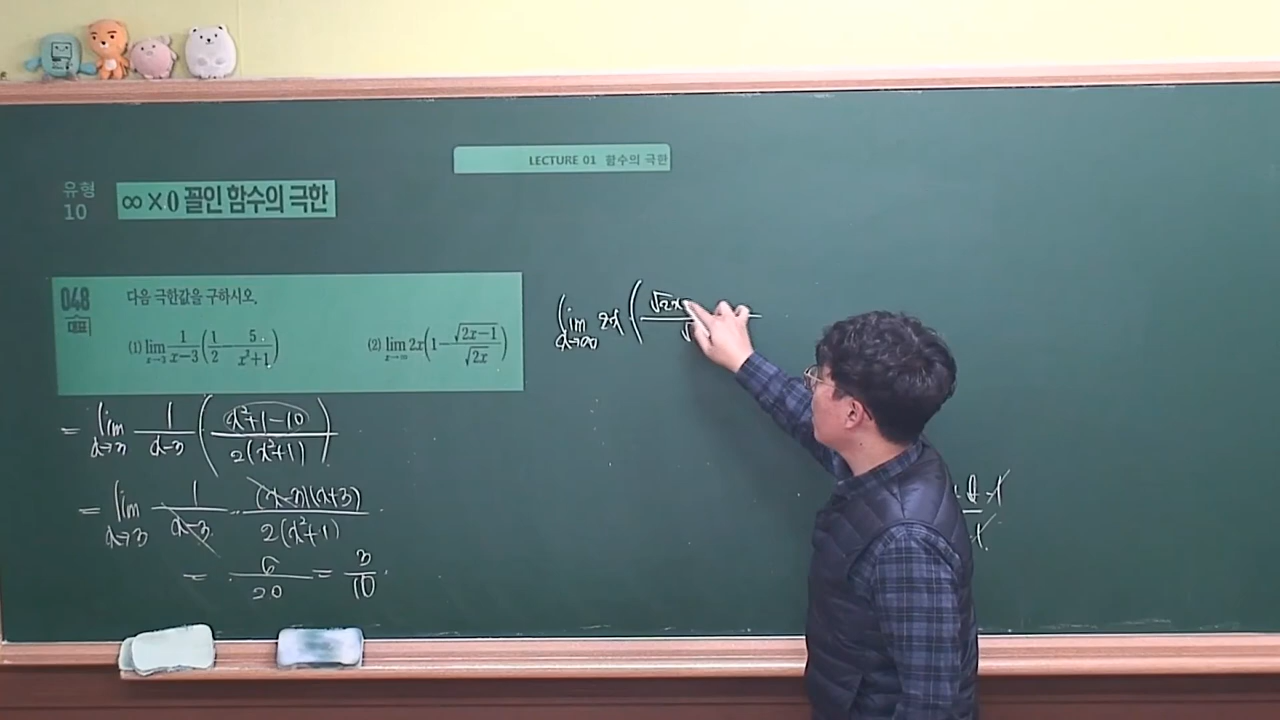 LECTURE 01 함수의 극한
유형
10
∞×0 꼴인 함수의 극한
048
대표
다음 극한값을 구하시오.
(1) lim x→3 1/(x−3) (1/2 5/(x²+1))
(2) lim x→∞ 2x(1−√(2x−1)/√(2x))
lim x→∞ 2x ( √2x
= lim 1/(x−3) ( (x²+1−10)/(2(x²+1)) )
= lim x→3 1/(x−3) · (x−3)(x+3)/(2(x²+1))
= 6/20 = 3/10